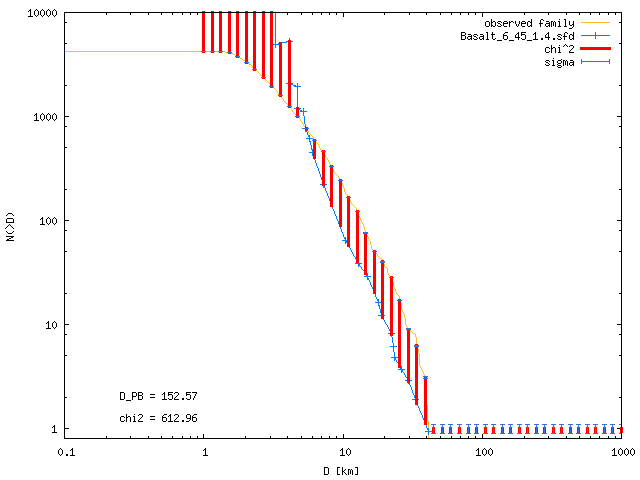 10000
1000
100
10
1
N(>D)
observed family
Basalt_6_45_1.4.sfd
chi^2
sigma
D_PB = 152.57
chi2 = 612.96
0.1 1 10 100 1000
D [km]